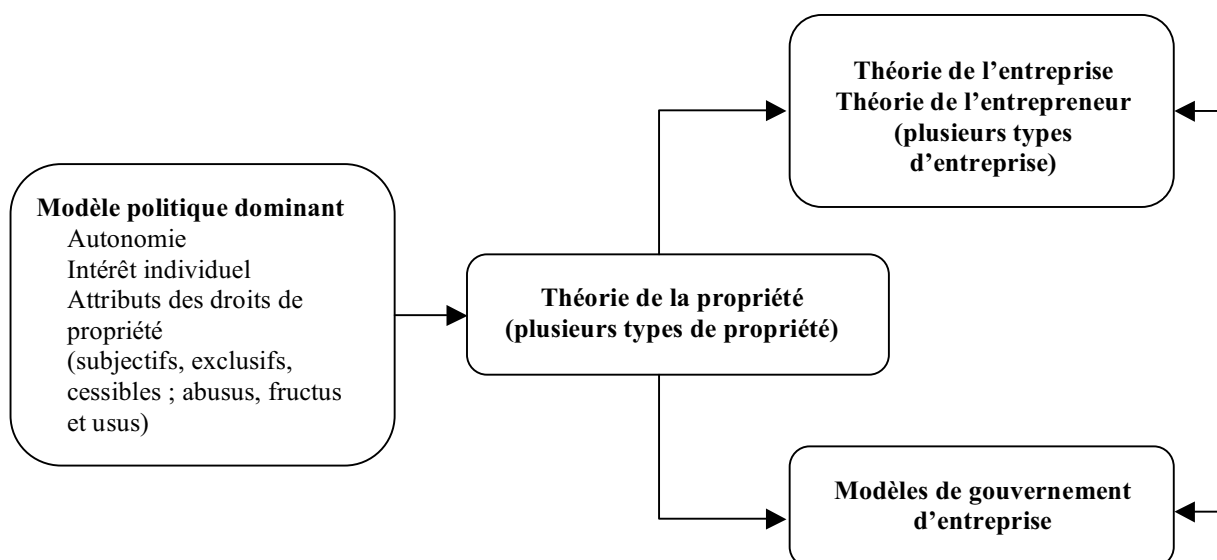 Modèle politique dominant
Autonomie
Intérêt individuel
Attributs des droits de
propriété
(subjectifs, exclusifs,
cessibles ; abusus, fructus
et usus)
Théorie de la propriété
(plusieurs types de propriété)
Théorie de l’entreprise
Théorie de l’entrepreneur
(plusieurs types
d’entreprise)
Modèles de gouvernement
d’entreprise